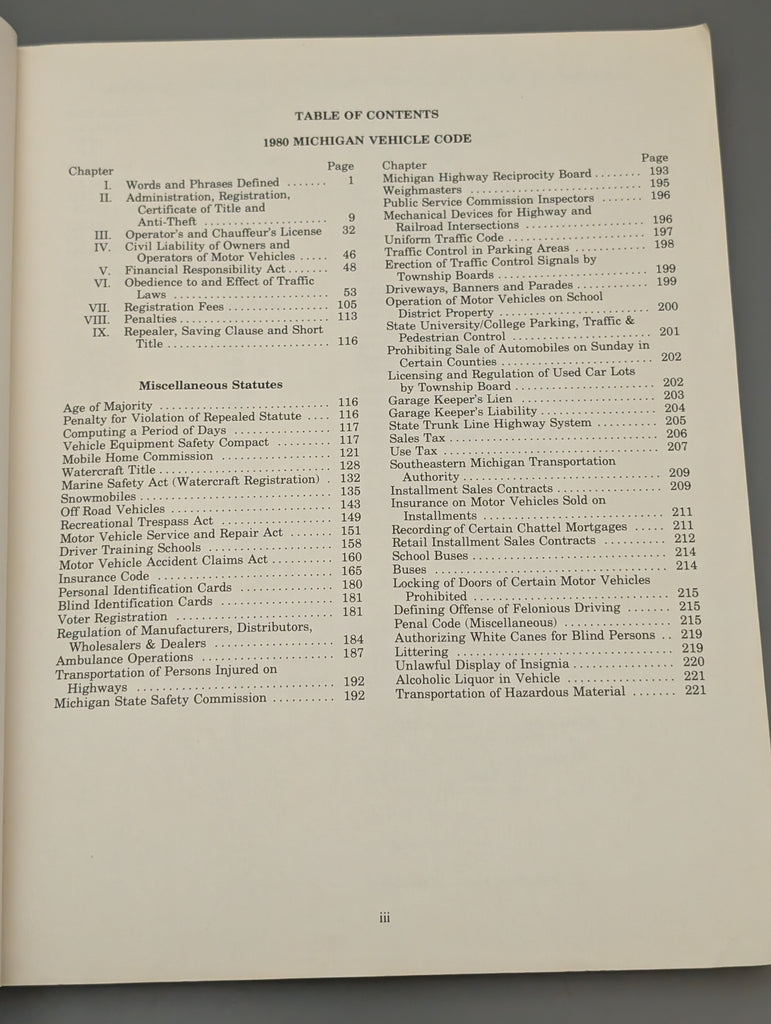 TABLE OF CONTENTS
1980 MICHIGAN VEHICLE CODE
Chapter Page
I. Words and Phrases Defined ....... 1
II. Administration, Registration,
Certificate of Title and
Anti-Theft .................... 9
III. Operator's and Chauffeur's License 32
IV. Civil Liability of Owners and
Operators of Motor Vehicles ..... 46
V. Financial Responsibility Act....... 48
VI. Obedience to and Effect of Traffic
Laws ......................... 53
VII. Registration Fees ................. 105
VIII. Penalties.......................... 113
IX. Repealer, Saving Clause and Short
Title .......................... 116
Miscellaneous Statutes
Age of Majority ........................... 116
Penalty for Violation of Repealed Statute .... 116
Computing a Period of Days ............... 117
Vehicle Equipment Safety Compact ......... 117
Mobile Home Commission .................. 121
Watercraft Title........................... 128
Marine Safety Act (Watercraft Registration) . 132
Snowmobiles .............................. 135
Off Road Vehicles ......................... 143
Recreational Trespass Act ................. 149
Motor Vehicle Service and Repair Act ....... 151
Driver Training Schools .................... 158
Motor Vehicle Accident Claims Act .......... 160
Insurance Code ........................... 165
Personal Identification Cards ............... 180
Blind Identification Cards .................. 181
Voter Registration ......................... 181
Regulation of Manufacturers, Distributors,
Wholesalers & Dealers .................... 184
Ambulance Operations ..................... 187
Transportation of Persons Injured on
Highways ............................... 192
Michigan State Safety Commission .......... 192
Chapter Page
Michigan Highway Reciprocity Board ........ 193
Weighmasters ............................. 195
Public Service Commission Inspectors ....... 196
Mechanical Devices for Highway and
Railroad Intersections .................... 196
Uniform Traffic Code ....................... 197
Traffic Control in Parking Areas ............ 198
Erection of Traffic Control Signals by
Township Boards ........................ 199
Driveways, Banners and Parades ............ 199
Operation of Motor Vehicles on School
District Property ........................ 200
State University/College Parking, Traffic &
Pedestrian Control ...................... 201
Prohibiting Sale of Automobiles on Sunday in
Certain Counties ........................ 202
Licensing and Regulation of Used Car Lots
by Township Board ...................... 202
Garage Keeper's Lien ...................... 203
Garage Keeper's Liability ................... 204
State Trunk Line Highway System .......... 205
Sales Tax ................................. 206
Use Tax .................................. 207
Southeastern Michigan Transportation
Authority ............................... 209
Installment Sales Contracts ................ 209
Insurance on Motor Vehicles Sold on
Installments ............................ 211
Recording of Certain Chattel Mortgages ..... 211
Retail Installment Sales Contracts .......... 212
School Buses .............................. 214
Buses .................................... 214
Locking of Doors of Certain Motor Vehicles
Prohibited .............................. 215
Defining Offense of Felonious Driving ....... 215
Penal Code (Miscellaneous) ................. 215
Authorizing White Canes for Blind Persons .. 219
Littering .................................. 219
Unlawful Display of Insignia ................ 220
Alcoholic Liquor in Vehicle ................. 221
Transportation of Hazardous Material ....... 221
iii